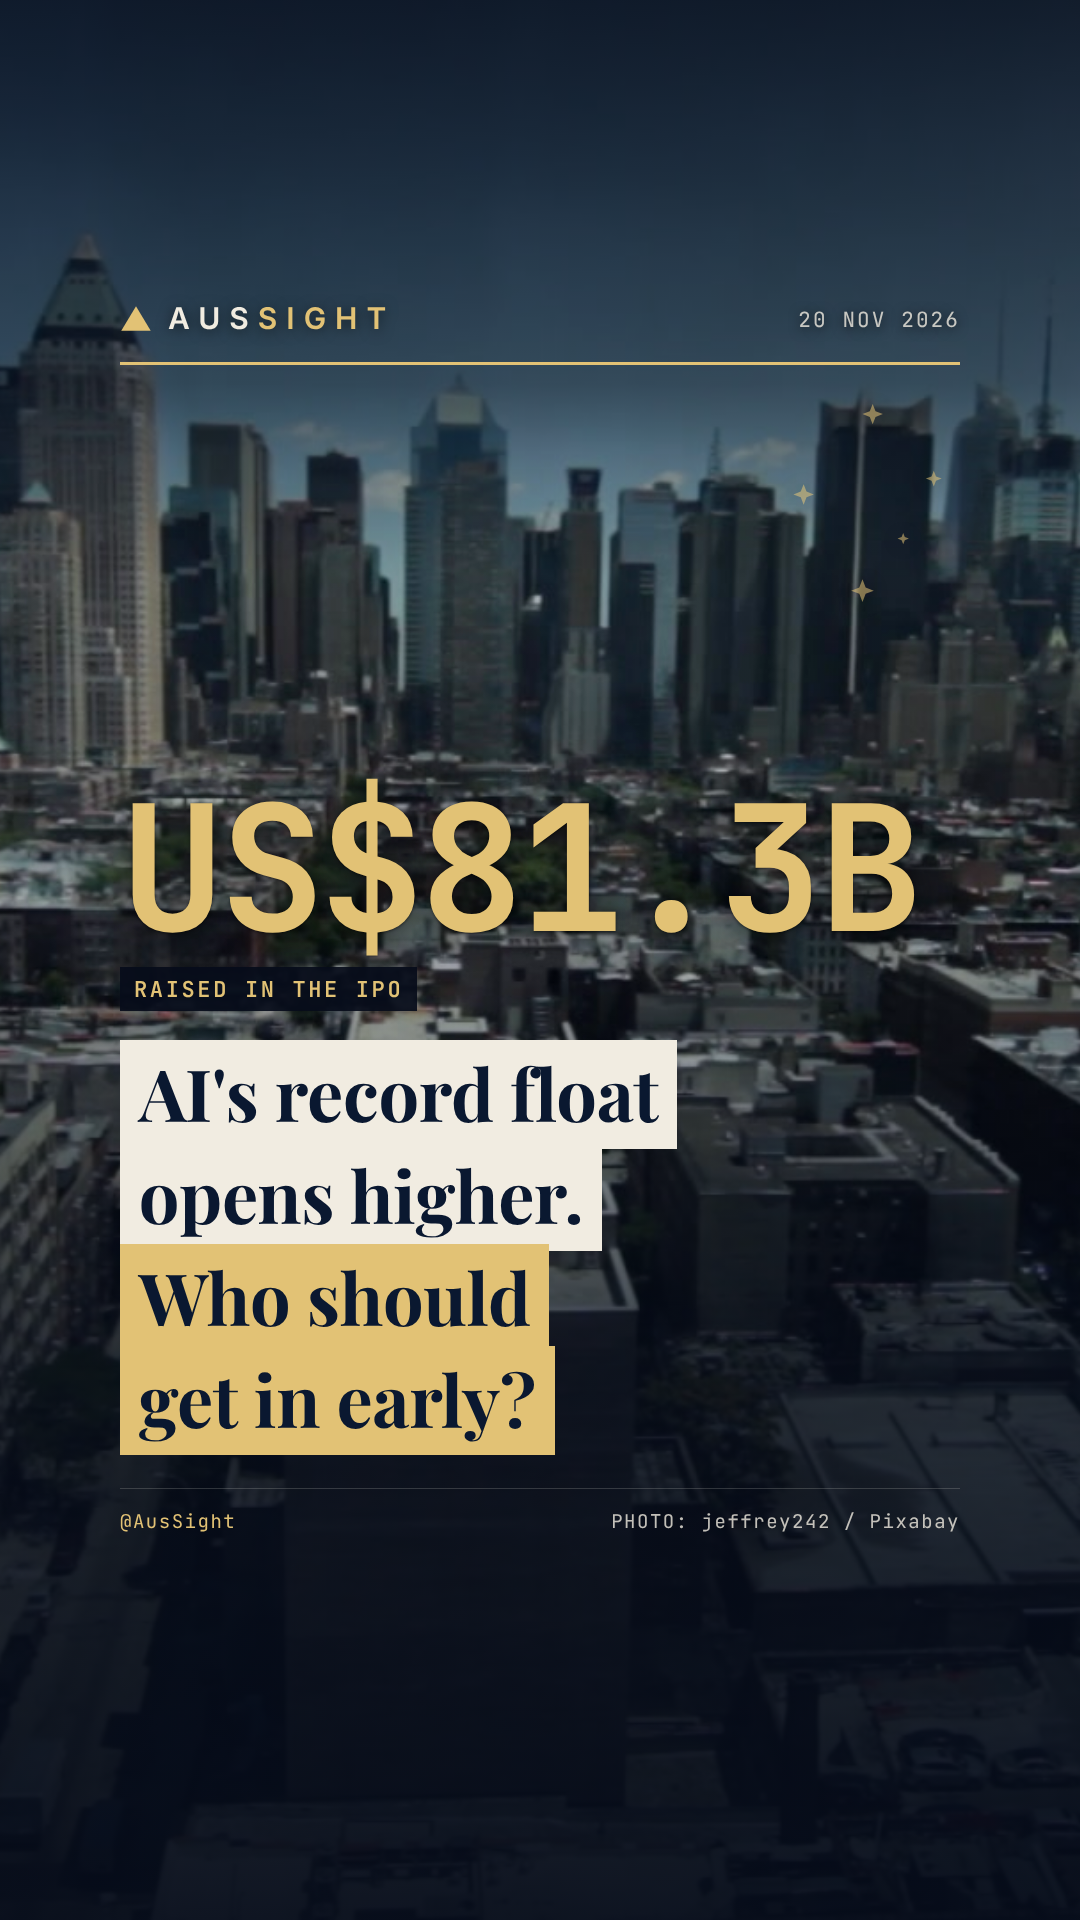 AUSSIGHT
20 NOV 2026
US$81.3B
RAISED IN THE IPO
AI's record float
opens higher.
Who should
get in early?
@AusSight
PHOTO: jeffrey242 / Pixabay